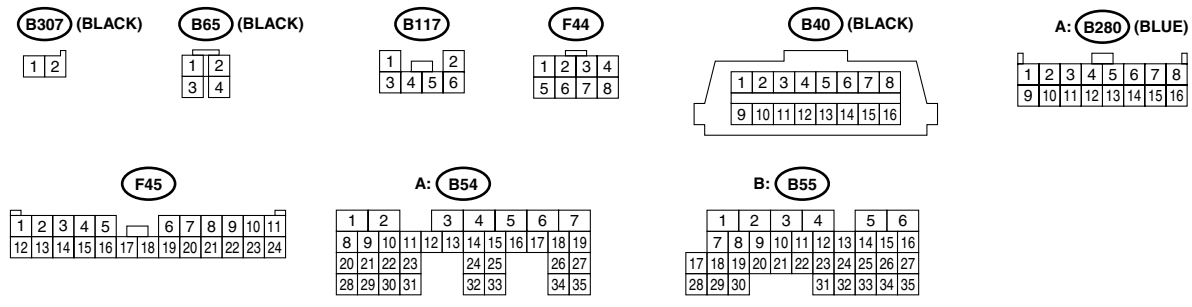 B307 (BLACK)
1 2
B65 (BLACK)
1 2
3 4
B117
1 2
3 4 5 6
F44
1 2 3 4
5 6 7 8
B40 (BLACK)
1 2 3 4 5 6 7 8
9 10 11 12 13 14 15 16
A: B280 (BLUE)
1 2 3 4 5 6 7 8
9 10 11 12 13 14 15 16
F45
1 2 3 4 5 6 7 8 9 10 11
12 13 14 15 16 17 18 19 20 21 22 23 24
A: B54
1 2 3 4 5 6 7
8 9 10 11 12 13 14 15 16 17 18 19
20 21 22 23 24 25 26 27
28 29 30 31 32 33 34 35
B: B55
1 2 3 4 5 6
7 8 9 10 11 12 13 14 15 16
17 18 19 20 21 22 23 24 25 26 27
28 29 30 31 32 33 34 35